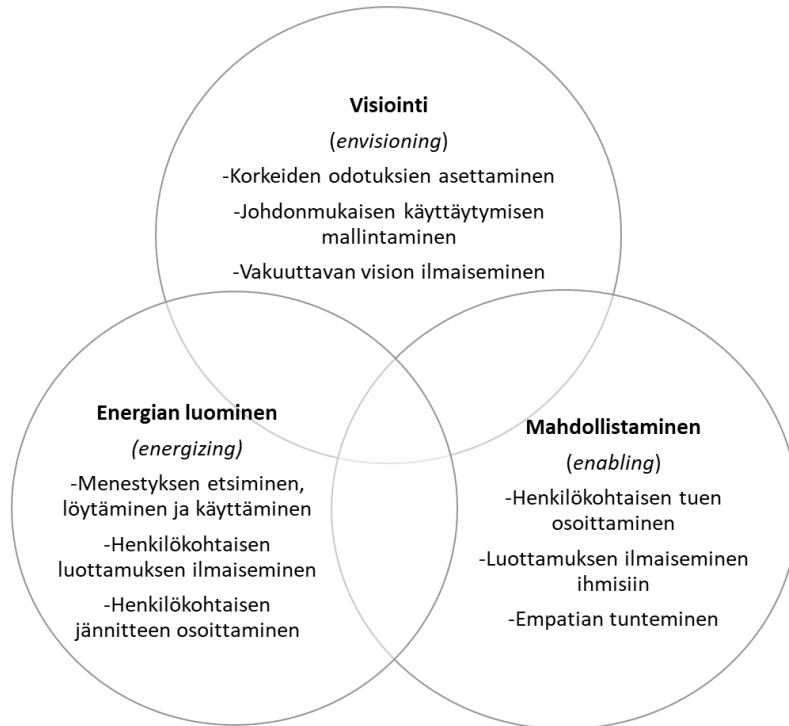 Visiointi
(envisioning)
-Korkeiden odotuksien asettaminen
-Johdonmukaisen käyttäytymisen
mallintaminen
-Vakuuttavan vision ilmaiseminen
Energian luominen
(energizing)
-Menestyksen etsiminen,
löytäminen ja käyttäminen
-Henkilökohtaisen
luottamuksen ilmaiseminen
-Henkilökohtaisen
jännitteen osoittaminen
Mahdollistaminen
(enabling)
-Henkilökohtaisen tuen
osoittaminen
-Luottamuksen ilmaiseminen
ihmisiin
-Empatian tunteminen